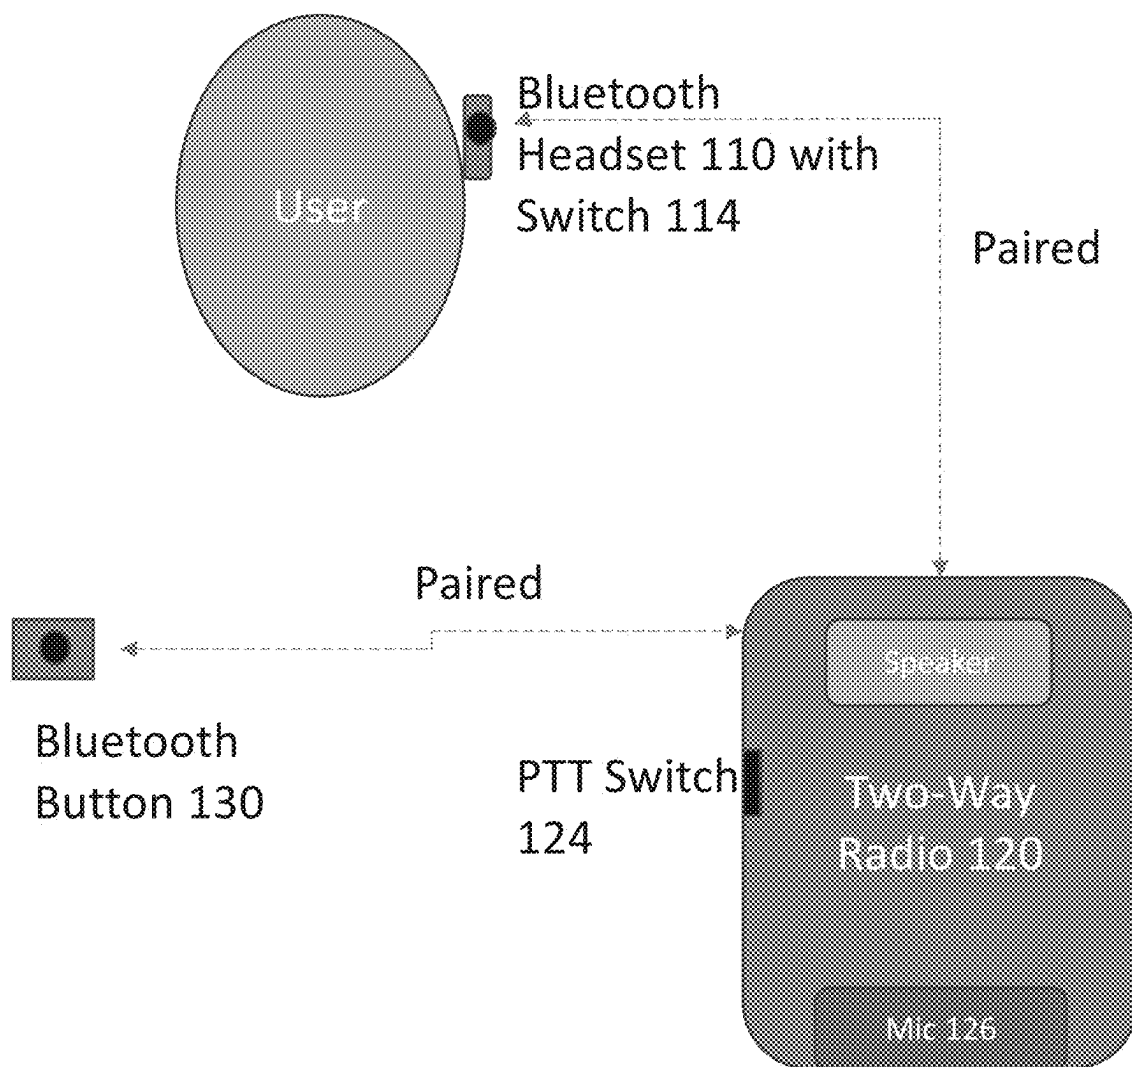 Bluetooth
Headset 110 with
Switch 114
User
Paired
Paired
Bluetooth
Button 130
Speaker
PTT Switch
124
Two-Way
Radio 120
Mic 126